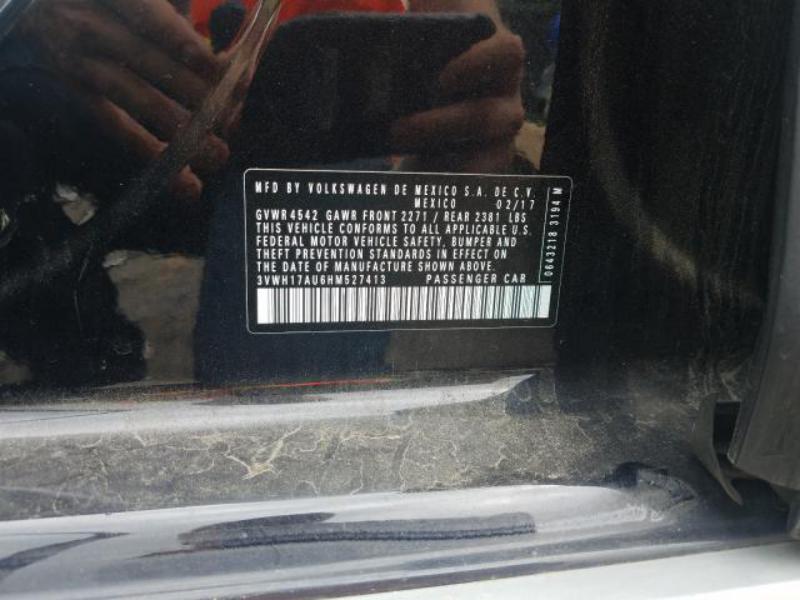 MFD BY VOLKSWAGEN DE MEXICO S.A. DE C.V.
MEXICO 02/17
GVWR 4542 GAWR FRONT 2271 / REAR 2381 LBS
THIS VEHICLE CONFORMS TO ALL APPLICABLE U.S.
FEDERAL MOTOR VEHICLE SAFETY, BUMPER AND
THEFT PREVENTION STANDARDS IN EFFECT ON
THE DATE OF MANUFACTURE SHOWN ABOVE.
3VWH17AU6HM527413 PASSENGER CAR
0643218 3194 M